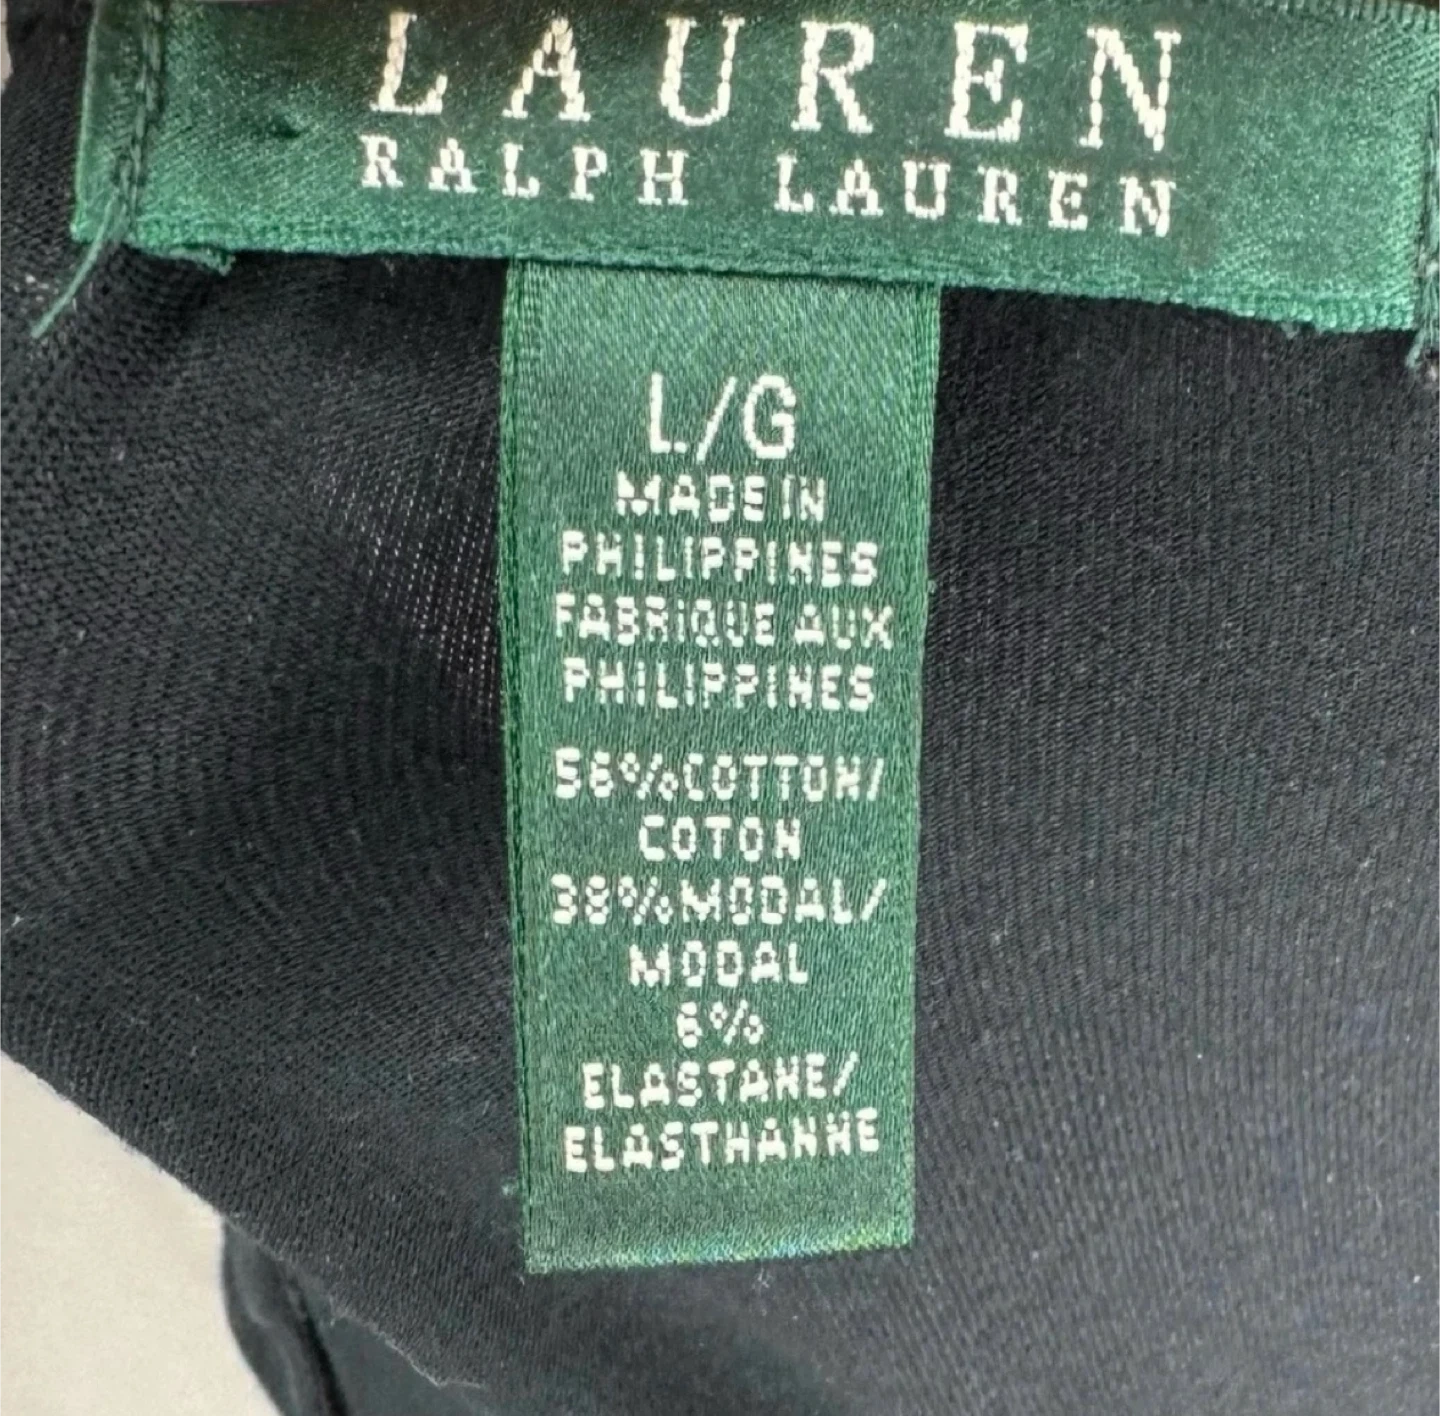 LAUREN
RALPH LAUREN
L/G
MADE IN
PHILIPPINES
FABRIQUE AUX
PHILIPPINES
56%COTTON/
COTON
38%MODAL/
MODAL
6%
ELASTANE/
ELASTHANNE